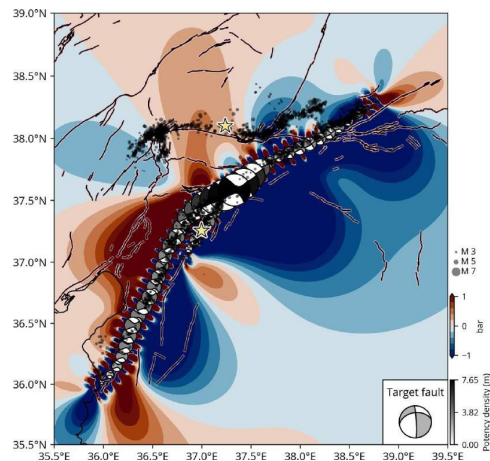 39.0°N
38.5°N
38.0°N
37.5°N
37.0°N
36.5°N
36.0°N
35.5°N
35.5°E 36.0°E 36.5°E 37.0°E 37.5°E 38.0°E 38.5°E 39.0°E 39.5°E
M 3
M 5
M 7
1
0
−1
bar
7.65
3.82
0.00
Potency density (m)
Target fault